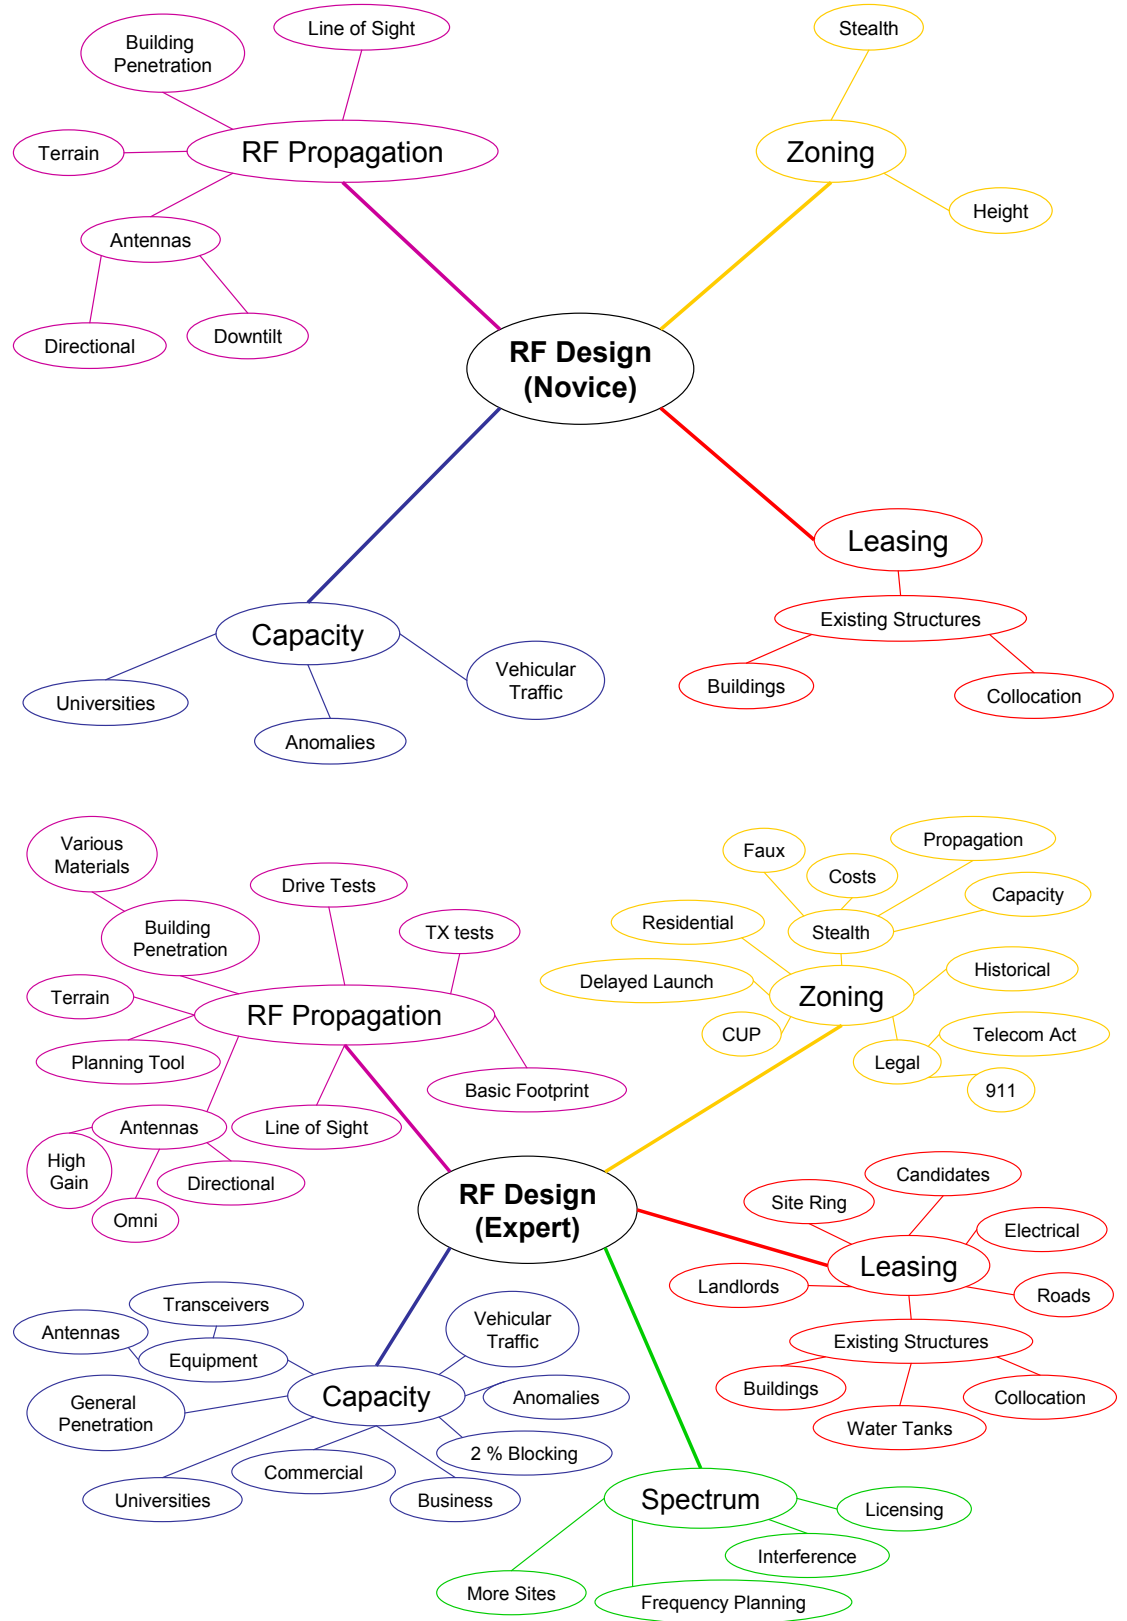 Line of Sight
Stealth
Building
Penetration
Terrain
RF Propagation
Zoning
Height
Antennas
Directional
Downtilt
RF Design
(Novice)
Leasing
Existing Structures
Capacity
Vehicular
Traffic
Buildings
Collocation
Universities
Anomalies
Various
Materials
Drive Tests
Building
Penetration
TX tests
Terrain
RF Propagation
Planning Tool
Basic Footprint
Antennas
Line of Sight
High
Gain
Directional
Omni
Propagation
Faux
Costs
Capacity
Residential
Stealth
Delayed Launch
Historical
Zoning
CUP
Telecom Act
Legal
911
RF Design
(Expert)
Candidates
Site Ring
Electrical
Leasing
Landlords
Roads
Existing Structures
Buildings
Collocation
Water Tanks
Transceivers
Antennas
Equipment
Vehicular
Traffic
General
Penetration
Capacity
Anomalies
2 % Blocking
Commercial
Universities
Business
Spectrum
Licensing
Interference
More Sites
Frequency Planning